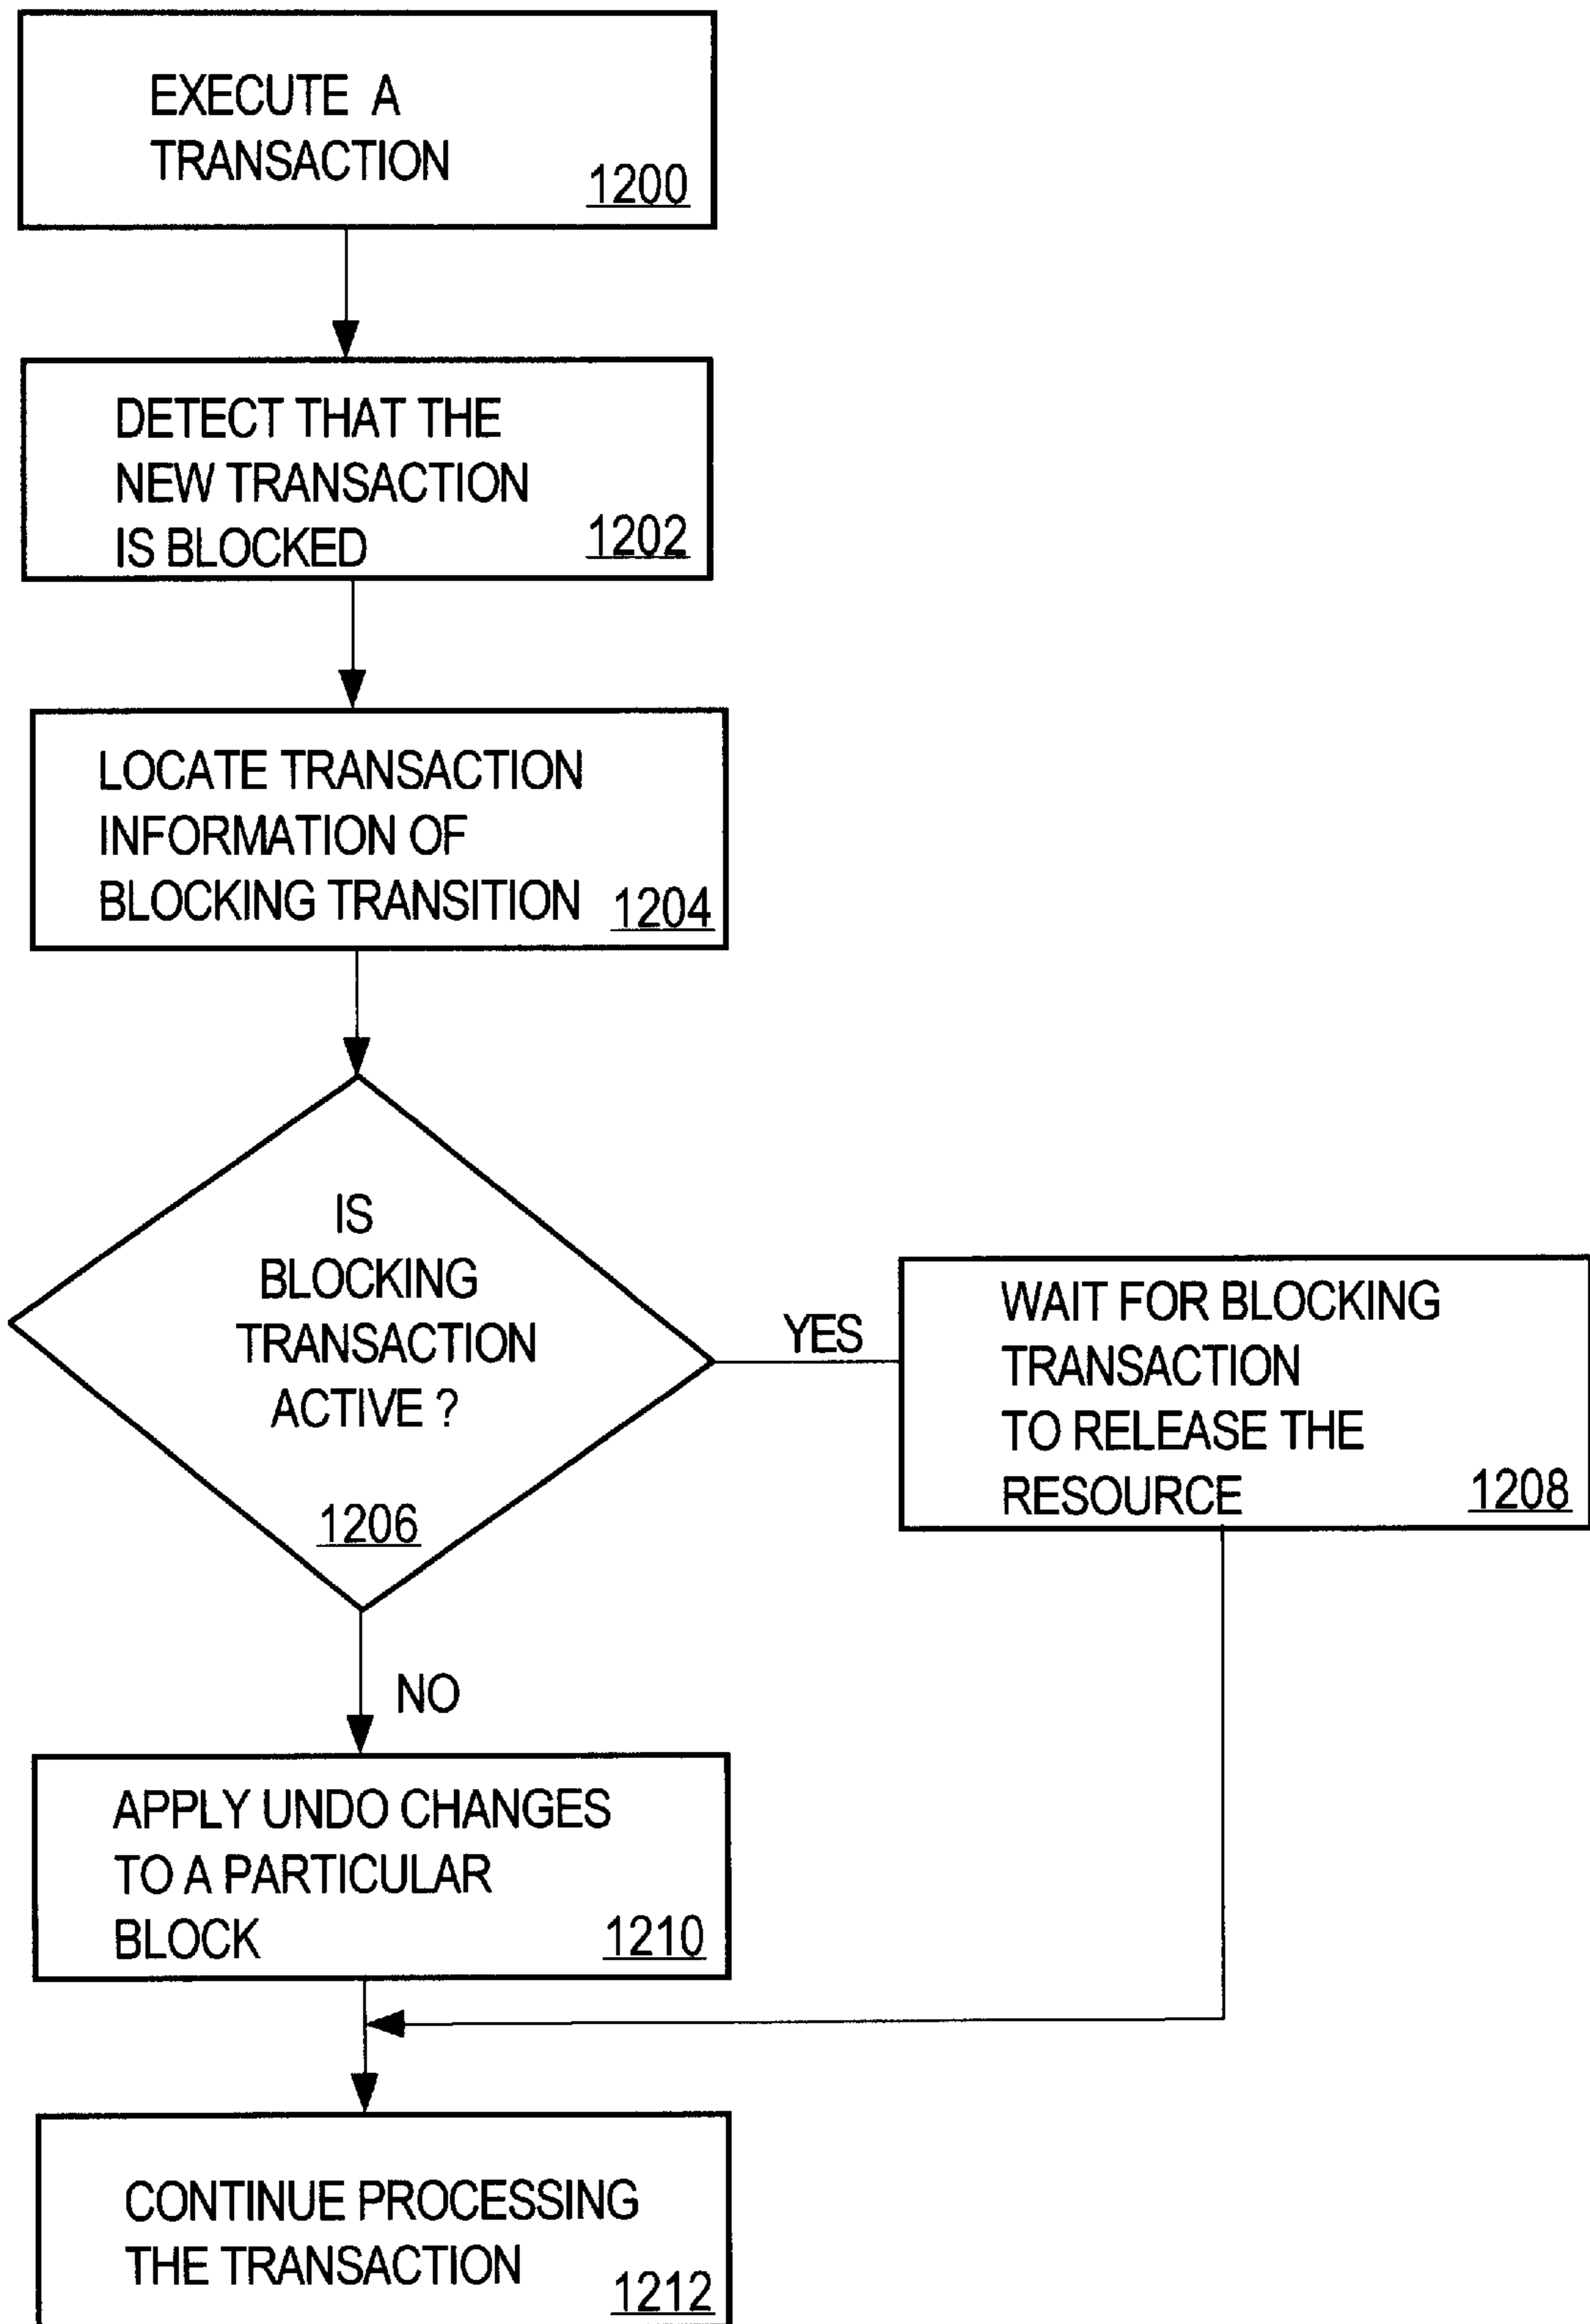 EXECUTE A
TRANSACTION
1200
DETECT THAT THE
NEW TRANSACTION
IS BLOCKED
1202
LOCATE TRANSACTION
INFORMATION OF
BLOCKING TRANSITION
1204
IS
BLOCKING
TRANSACTION
ACTIVE ?
1206
YES
WAIT FOR BLOCKING
TRANSACTION
TO RELEASE THE
RESOURCE
1208
NO
APPLY UNDO CHANGES
TO A PARTICULAR
BLOCK
1210
CONTINUE PROCESSING
THE TRANSACTION
1212